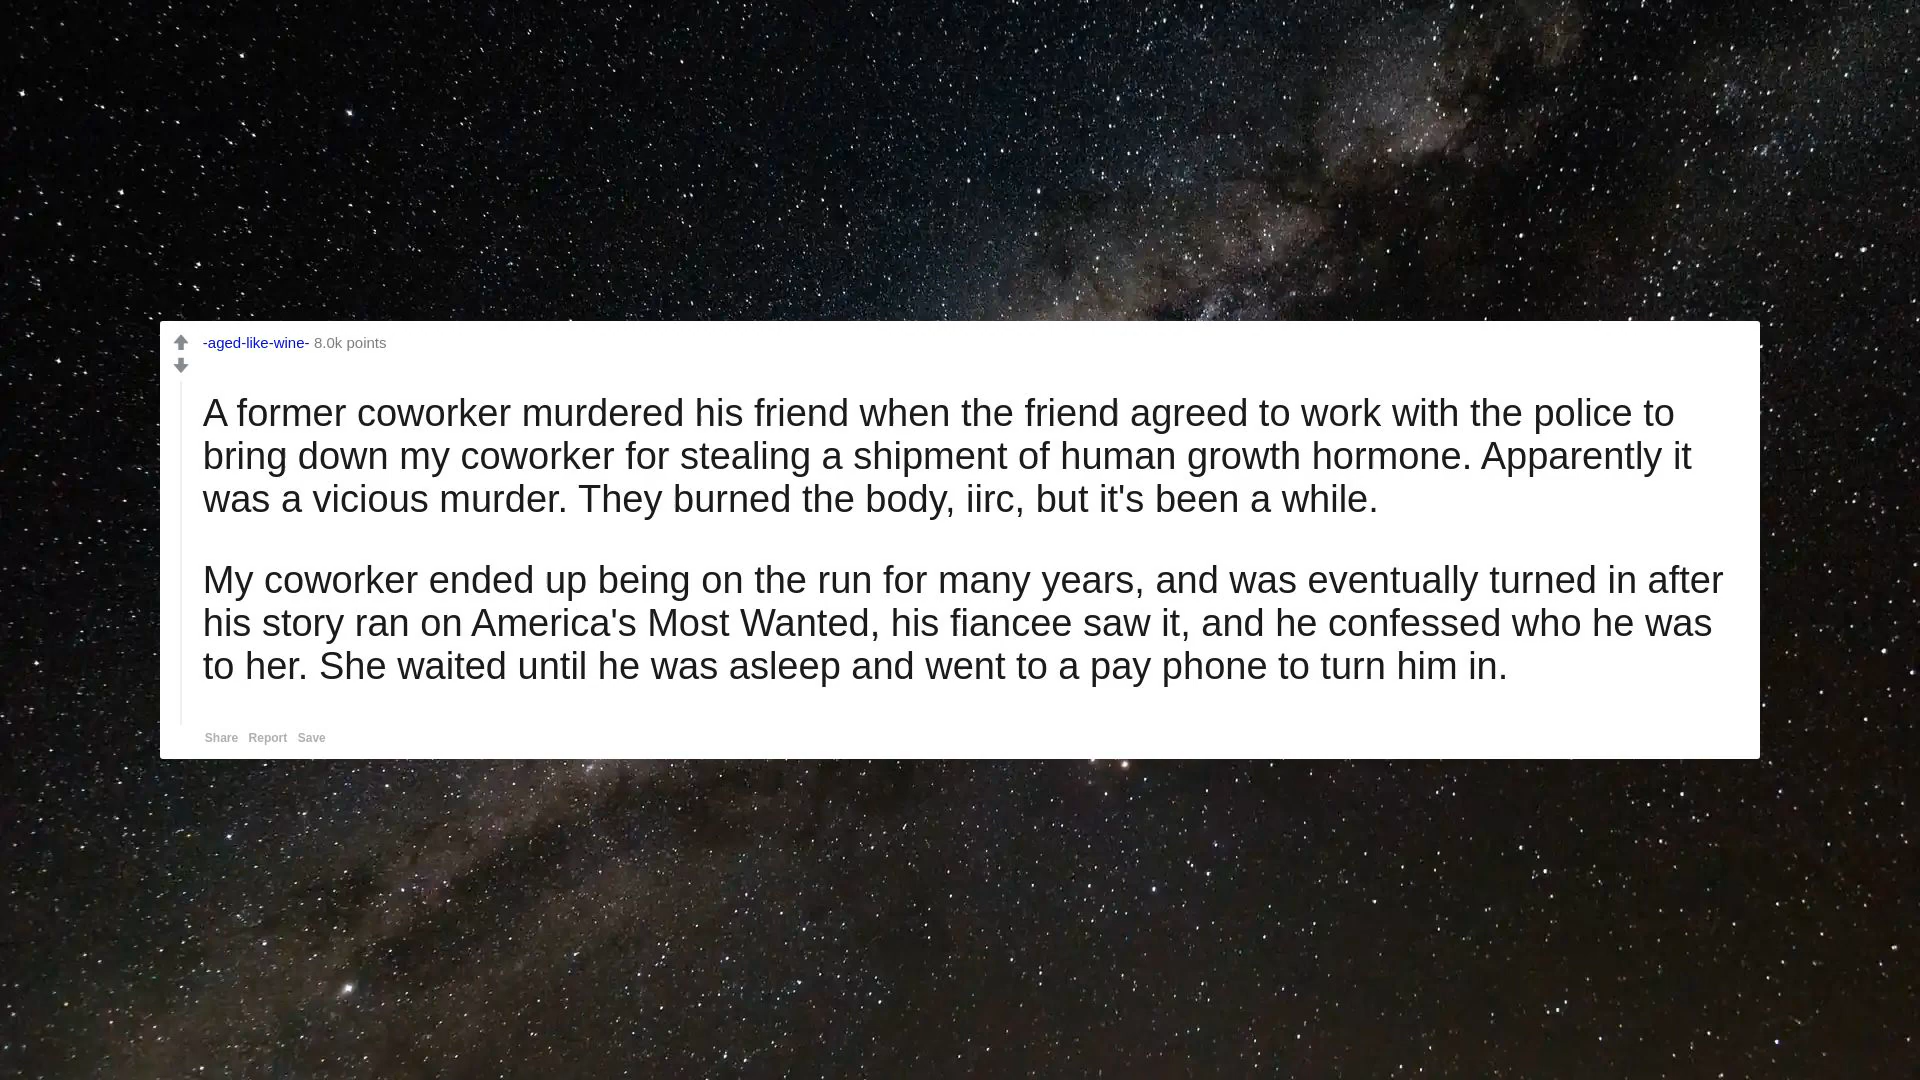 -aged-like-wine- 8.0k points
A former coworker murdered his friend when the friend agreed to work with the police to
bring down my coworker for stealing a shipment of human growth hormone. Apparently it
was a vicious murder. They burned the body, iirc, but it's been a while.
My coworker ended up being on the run for many years, and was eventually turned in after
his story ran on America's Most Wanted, his fiancee saw it, and he confessed who he was
to her. She waited until he was asleep and went to a pay phone to turn him in.
Share Report Save